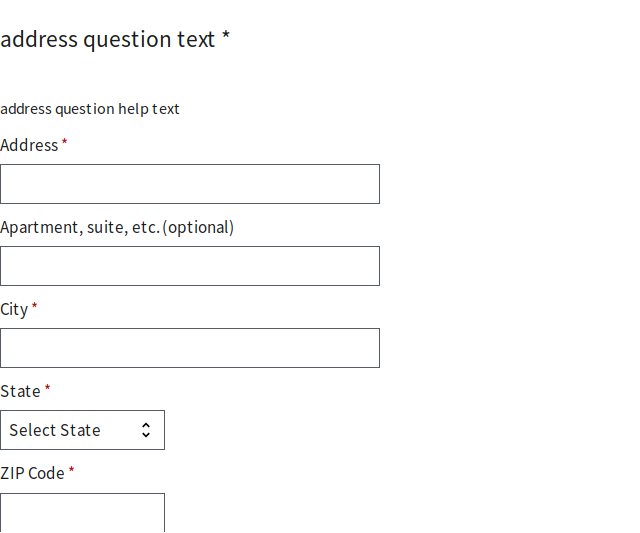 address question text *
address question help text
Address *
Apartment, suite, etc. (optional)
City *
State *
Select State
ZIP Code *